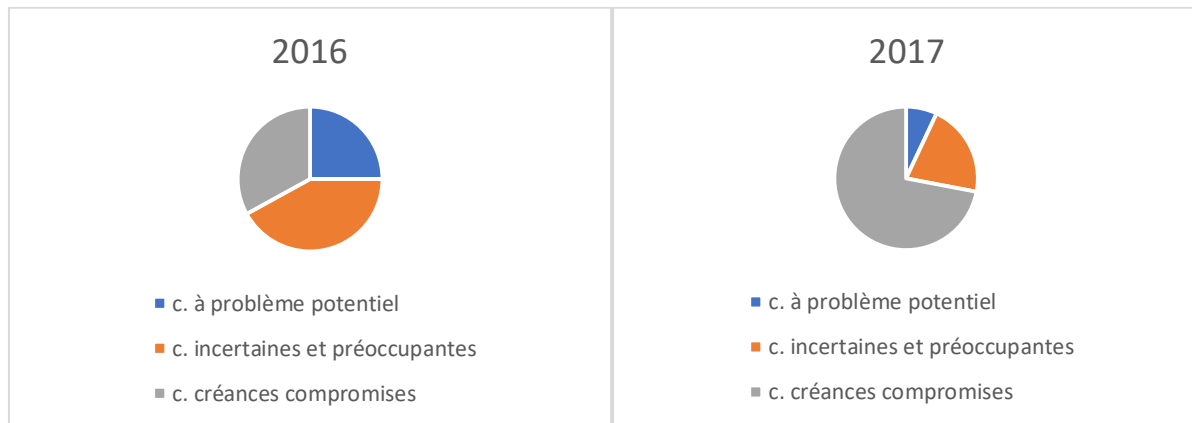 2016
c. à problème potentiel
c. incertaines et préoccupantes
c. créances compromises
2017
c. à problème potentiel
c. incertaines et préoccupantes
c. créances compromises